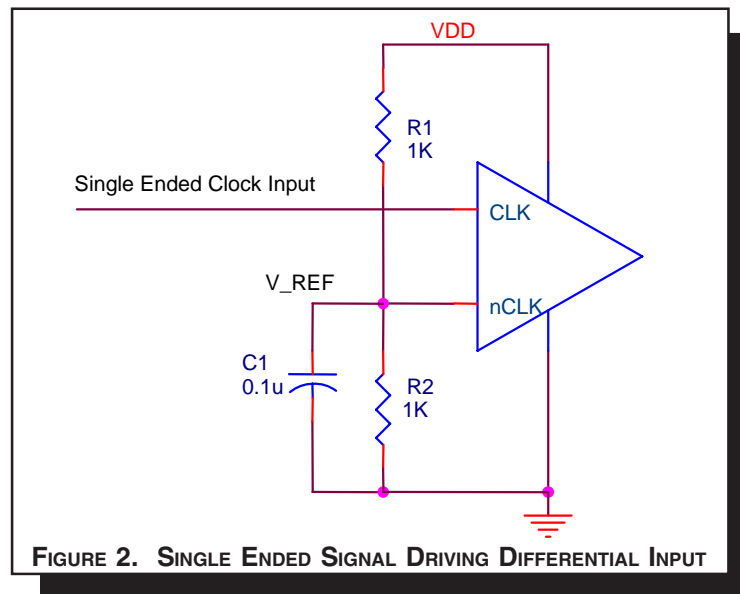 VDD
R1
1K
Single Ended Clock Input
CLK
V_REF
nCLK
C1
0.1u
R2
1K
FIGURE 2. SINGLE ENDED SIGNAL DRIVING DIFFERENTIAL INPUT